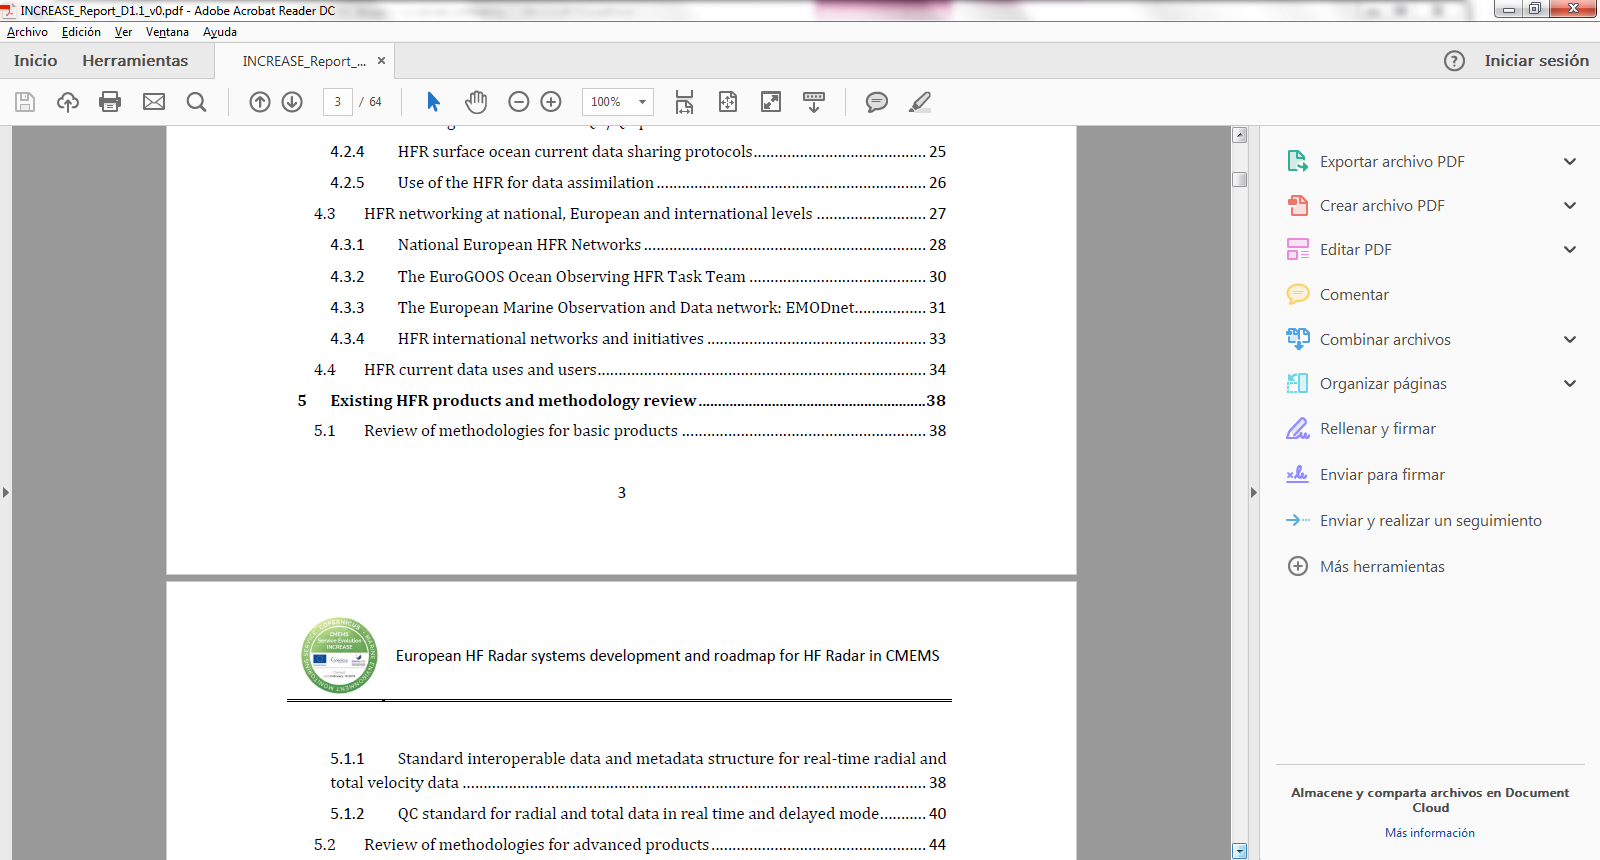 INCREASE_Report_D1.1_v0.pdf - Adobe Acrobat Reader DC
Archivo Edición Ver Ventana Ayuda
Inicio Herramientas INCREASE_Report_... × ? Iniciar sesión
3 / 64 100%
4.2.4 HFR surface ocean current data sharing protocols........................................ 25
4.2.5 Use of the HFR for data assimilation ............................................................... 26
4.3 HFR networking at national, European and international levels .......................... 27
4.3.1 National European HFR Networks .................................................................. 28
4.3.2 The EuroGOOS Ocean Observing HFR Task Team .......................................... 30
4.3.3 The European Marine Observation and Data network: EMODnet................. 31
4.3.4 HFR international networks and initiatives ................................................... 33
4.4 HFR current data uses and users............................................................................. 34
5 Existing HFR products and methodology review ......................................................38
5.1 Review of methodologies for basic products .......................................................... 38
3
CMEMS
Service Evolution
INCREASE
European HF Radar systems development and roadmap for HF Radar in CMEMS
5.1.1 Standard interoperable data and metadata structure for real-time radial and
total velocity data ............................................................................................................. 38
5.1.2 QC standard for radial and total data in real time and delayed mode........... 40
5.2 Review of methodologies for advanced products................................................... 44
Exportar archivo PDF
Crear archivo PDF
Editar PDF
Comentar
Combinar archivos
Organizar páginas
Rellenar y firmar
Enviar para firmar
Enviar y realizar un seguimiento
Más herramientas
Almacene y comparta archivos en Document
Cloud
Más información